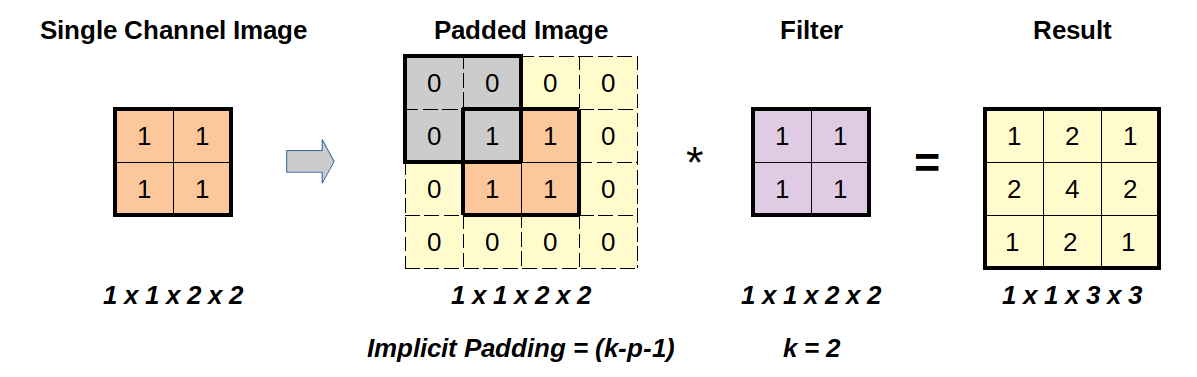 Single Channel Image Padded Image Filter Result
0 0 0 0
1 1 0 1 1 0 * 1 1 = 1 2 1
1 1 0 1 1 0 1 1 2 4 2
0 0 0 0 1 2 1
1 x 1 x 2 x 2 1 x 1 x 2 x 2 1 x 1 x 2 x 2 1 x 1 x 3 x 3
Implicit Padding = (k-p-1) k = 2